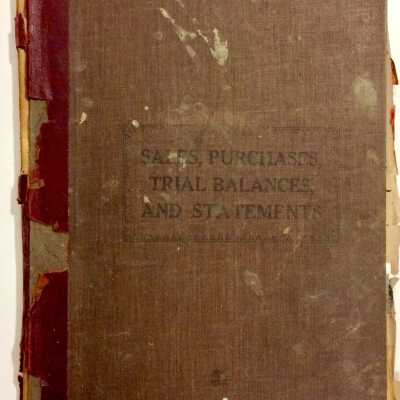 SALES, PURCHASES,
TRIAL BALANCES,
AND STATEMENTS